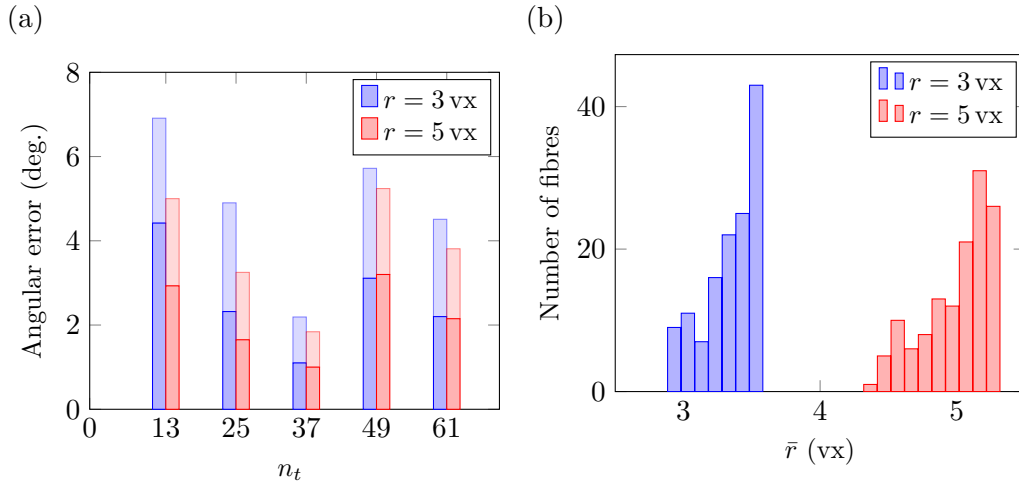 (a)
Angular error (deg.)
8
6
4
2
0
0 13 25 37 49 61
n_t
r = 3 vx
r = 5 vx
(b)
Number of fibres
40
20
0
3 4 5
r̄ (vx)
r = 3 vx
r = 5 vx